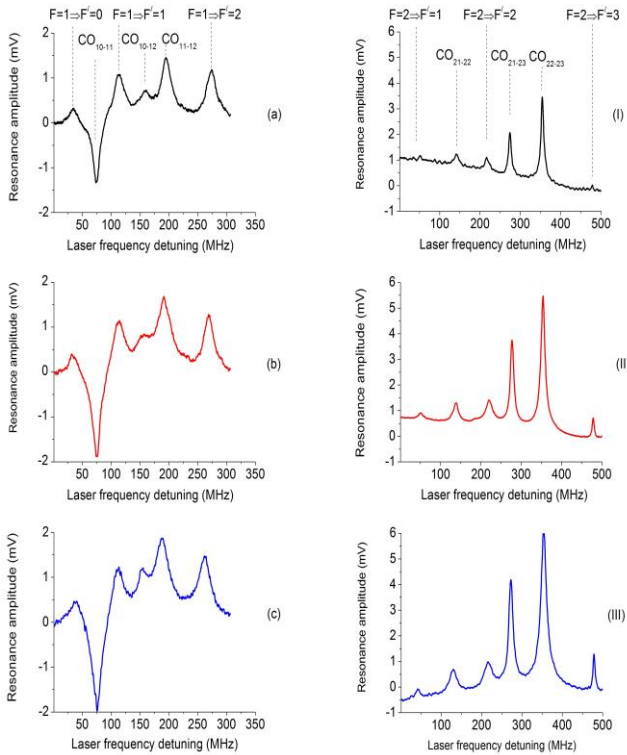 F=1⇒F′=0 F=1⇒F′=1 F=1⇒F′=2
CO10-11 CO10-12 CO11-12
2
1
0
-1
-2
50 100 150 200 250 300 350
Resonance amplitude (mV)
Laser frequency detuning (MHz)
(a)
F=2⇒F′=1 F=2⇒F′=2 F=2⇒F′=3
CO21-22 CO21-23 CO22-23
6
5
4
3
2
1
0
-1
100 200 300 400 500
Resonance amplitude (mV)
Laser frequency detuning (MHz)
(I)
2
1
0
-1
-2
50 100 150 200 250 300 350
Resonance amplitude (mV)
Laser frequency detuning (MHz)
(b)
6
5
4
3
2
1
0
-1
100 200 300 400 500
Resonance amplitude (mV)
Laser frequency detuning (MHz)
(II
2
1
0
-1
-2
50 100 150 200 250 300 350
Resonance amplitude (mV)
Laser frequency detuning (MHz)
(c)
6
5
4
3
2
1
0
-1
100 200 300 400 500
Resonance amplitude (mV)
Laser frequency detuning (MHz)
(III)